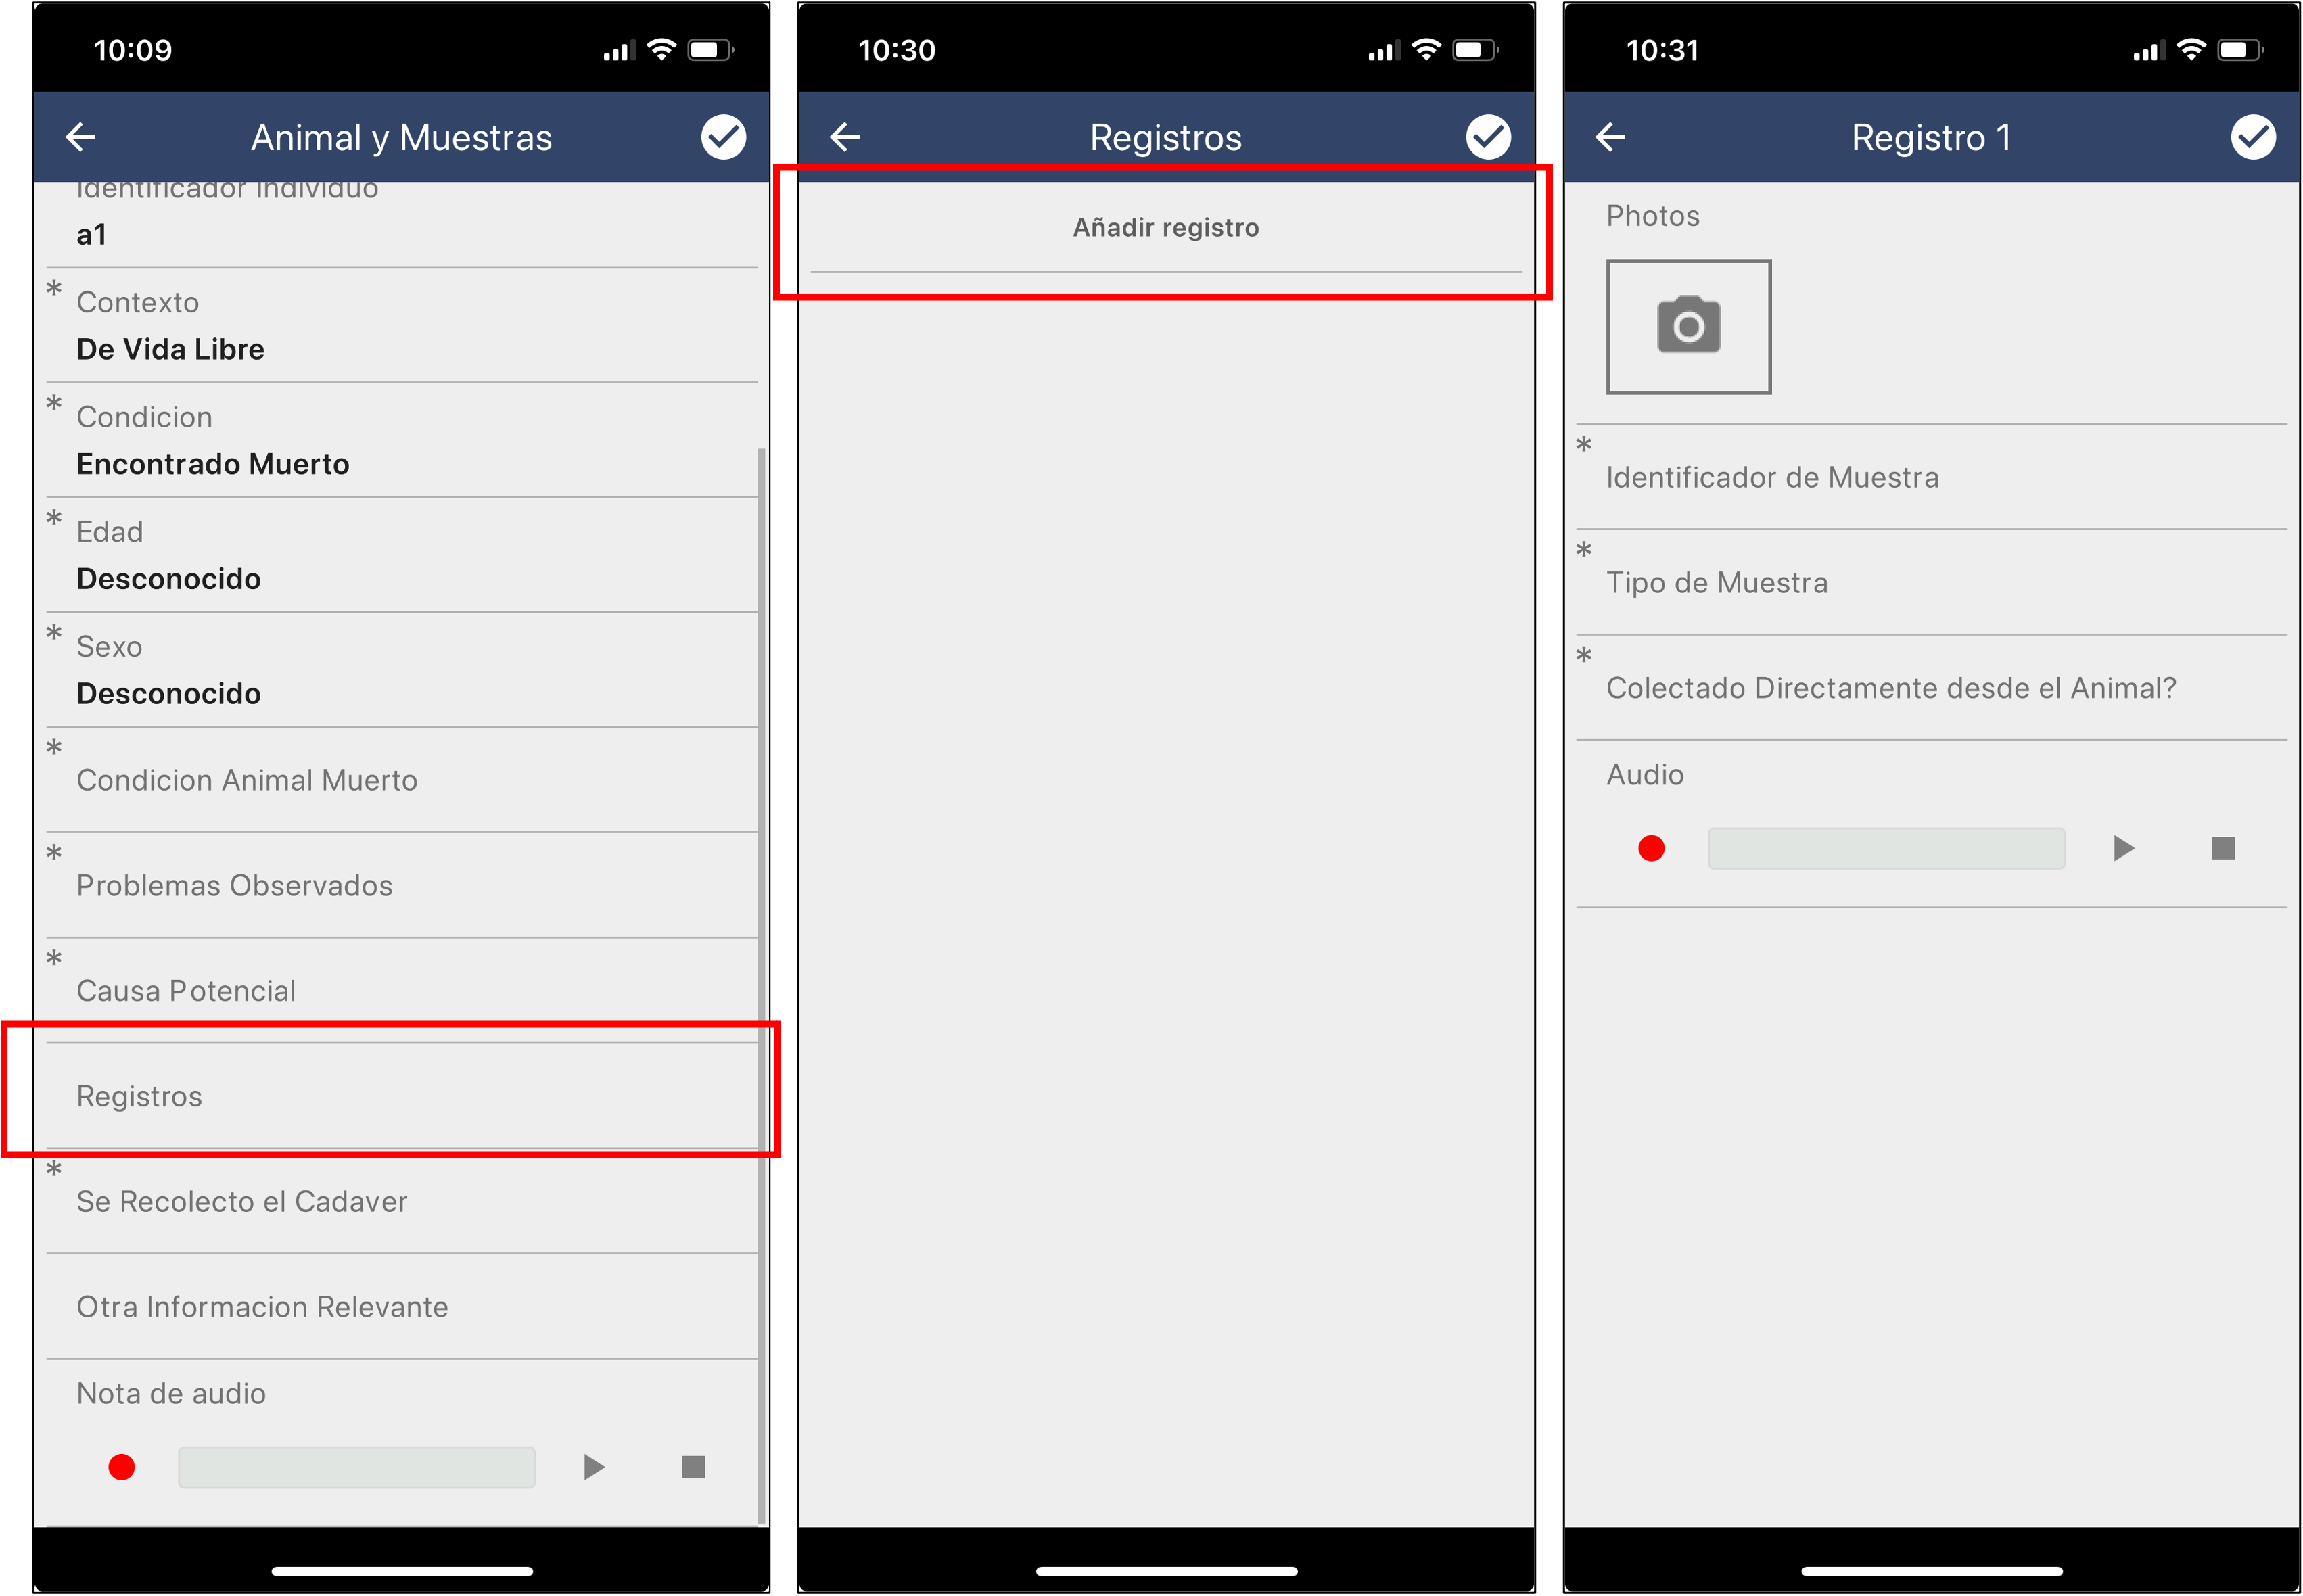 10:09
Animal y Muestras
Identificador Individuo
a1
* Contexto
De Vida Libre
* Condicion
Encontrado Muerto
* Edad
Desconocido
* Sexo
Desconocido
* Condicion Animal Muerto
* Problemas Observados
* Causa Potencial
Registros
* Se Recolecto el Cadaver
Otra Informacion Relevante
Nota de audio
10:30
Registros
Añadir registro
10:31
Registro 1
Photos
* Identificador de Muestra
* Tipo de Muestra
* Colectado Directamente desde el Animal?
Audio